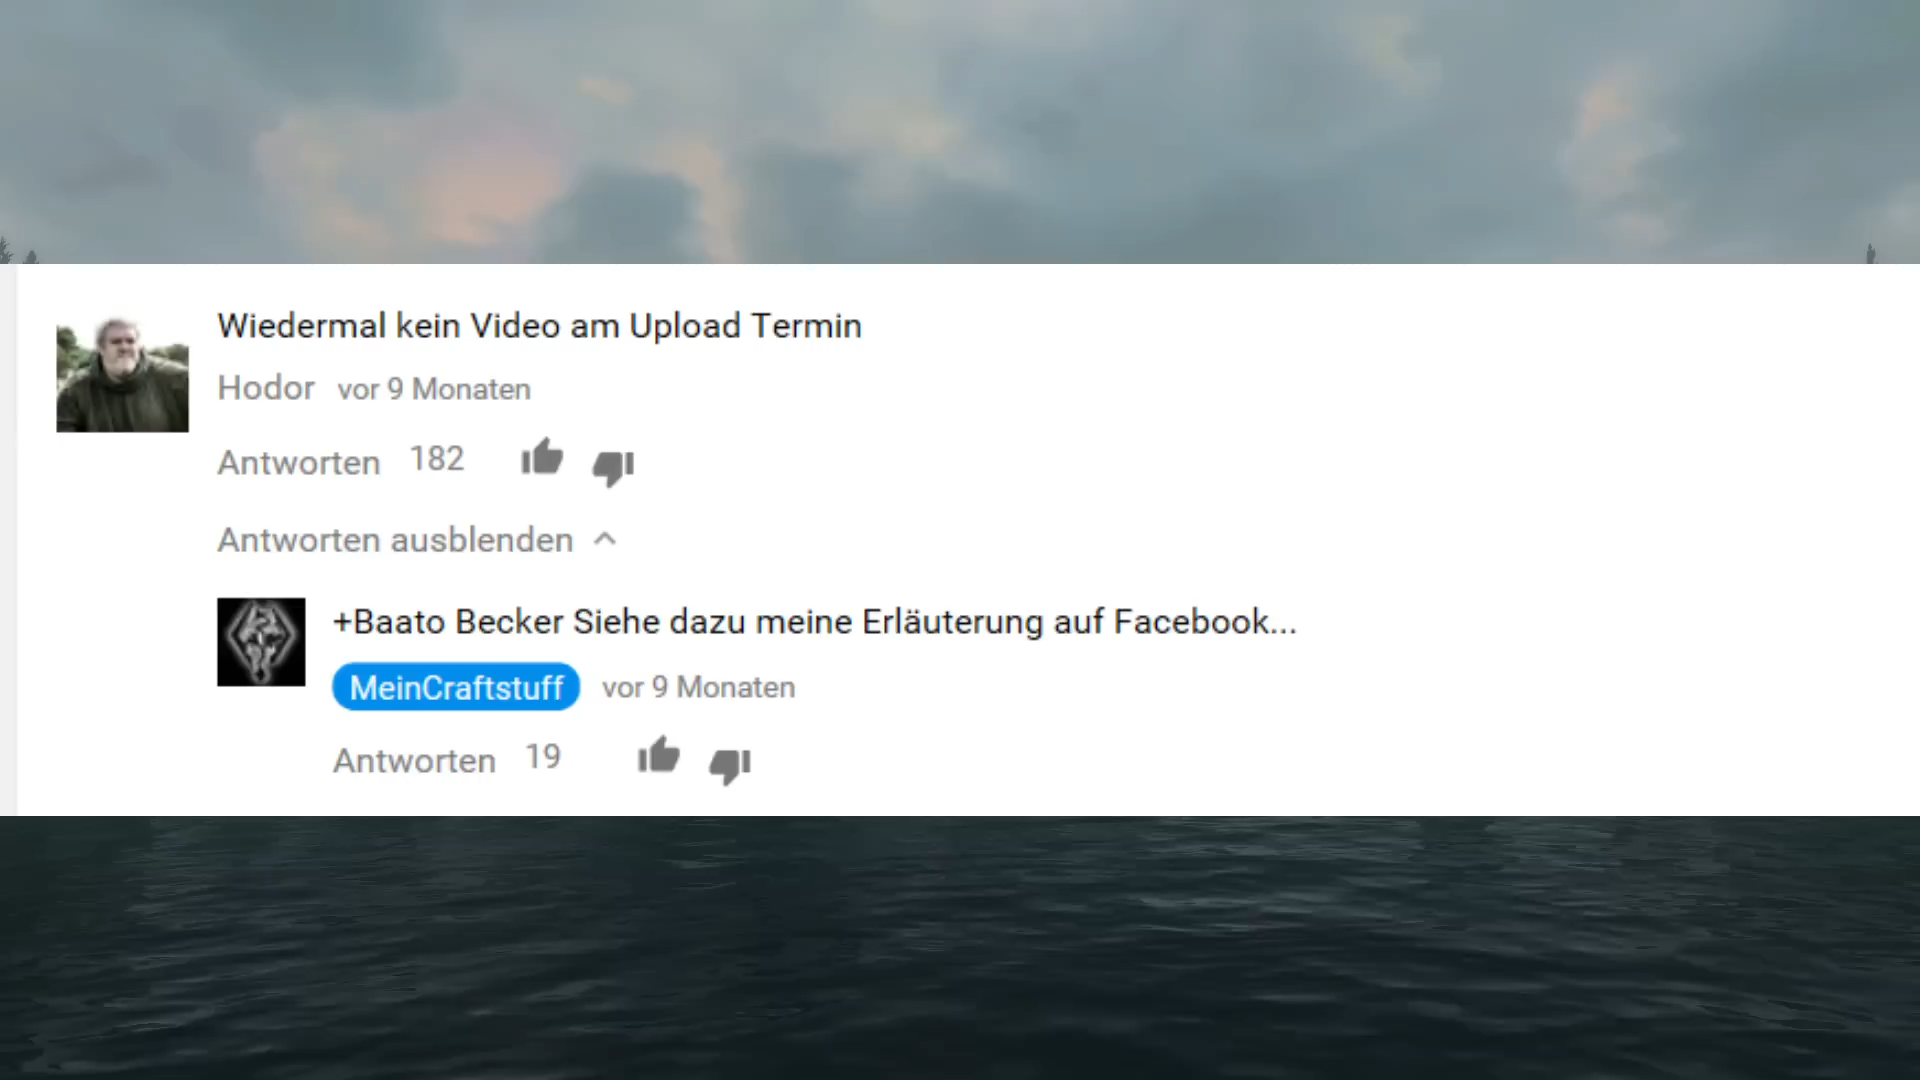 Wiedermal kein Video am Upload Termin
Hodor vor 9 Monaten
Antworten 182
Antworten ausblenden
+Baato Becker Siehe dazu meine Erläuterung auf Facebook...
MeinCraftstuff vor 9 Monaten
Antworten 19